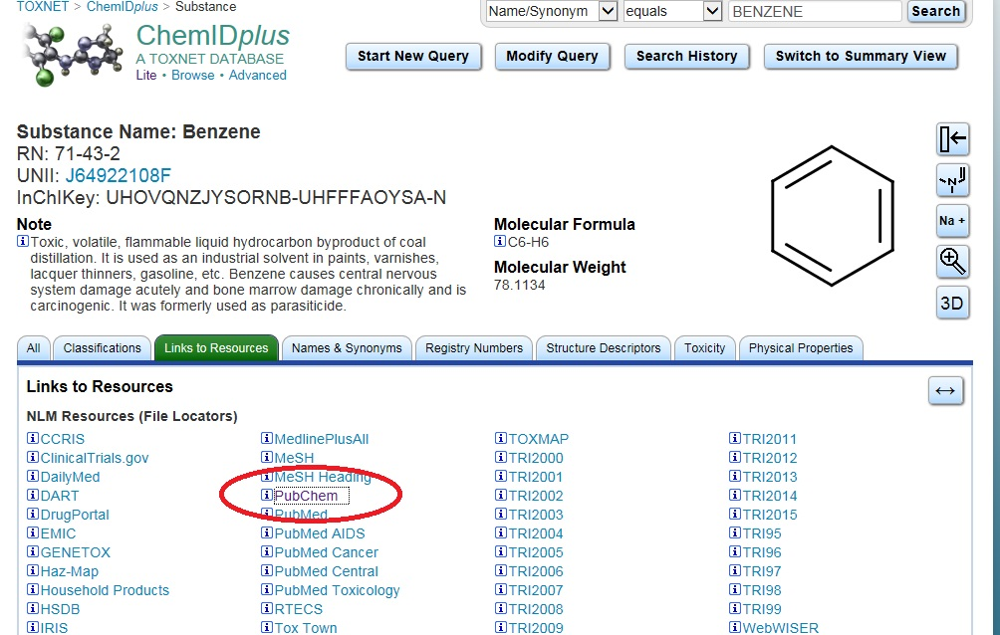 TOXNET > ChemIDplus > Substance
Name/Synonym equals BENZENE Search
ChemIDplus
A TOXNET DATABASE
Lite • Browse • Advanced
Start New Query Modify Query Search History Switch to Summary View
Substance Name: Benzene
RN: 71-43-2
UNII: J64922108F
InChIKey: UHOVQNZJYSORNB-UHFFFAOYSA-N
Note
Toxic, volatile, flammable liquid hydrocarbon byproduct of coal
distillation. It is used as an industrial solvent in paints, varnishes,
lacquer thinners, gasoline, etc. Benzene causes central nervous
system damage acutely and bone marrow damage chronically and is
carcinogenic. It was formerly used as parasiticide.
Molecular Formula
C6-H6
Molecular Weight
78.1134
N
Na +
3D
All Classifications Links to Resources Names & Synonyms Registry Numbers Structure Descriptors Toxicity Physical Properties
Links to Resources
NLM Resources (File Locators)
CCRIS
ClinicalTrials.gov
DailyMed
DART
DrugPortal
EMIC
GENETOX
Haz-Map
Household Products
HSDB
IRIS
MedlinePlusAll
MeSH
MeSH Heading
PubChem
PubMed
PubMed AIDS
PubMed Cancer
PubMed Central
PubMed Toxicology
RTECS
Tox Town
TOXMAP
TRI2000
TRI2001
TRI2002
TRI2003
TRI2004
TRI2005
TRI2006
TRI2007
TRI2008
TRI2009
TRI2011
TRI2012
TRI2013
TRI2014
TRI2015
TRI95
TRI96
TRI97
TRI98
TRI99
WebWISER